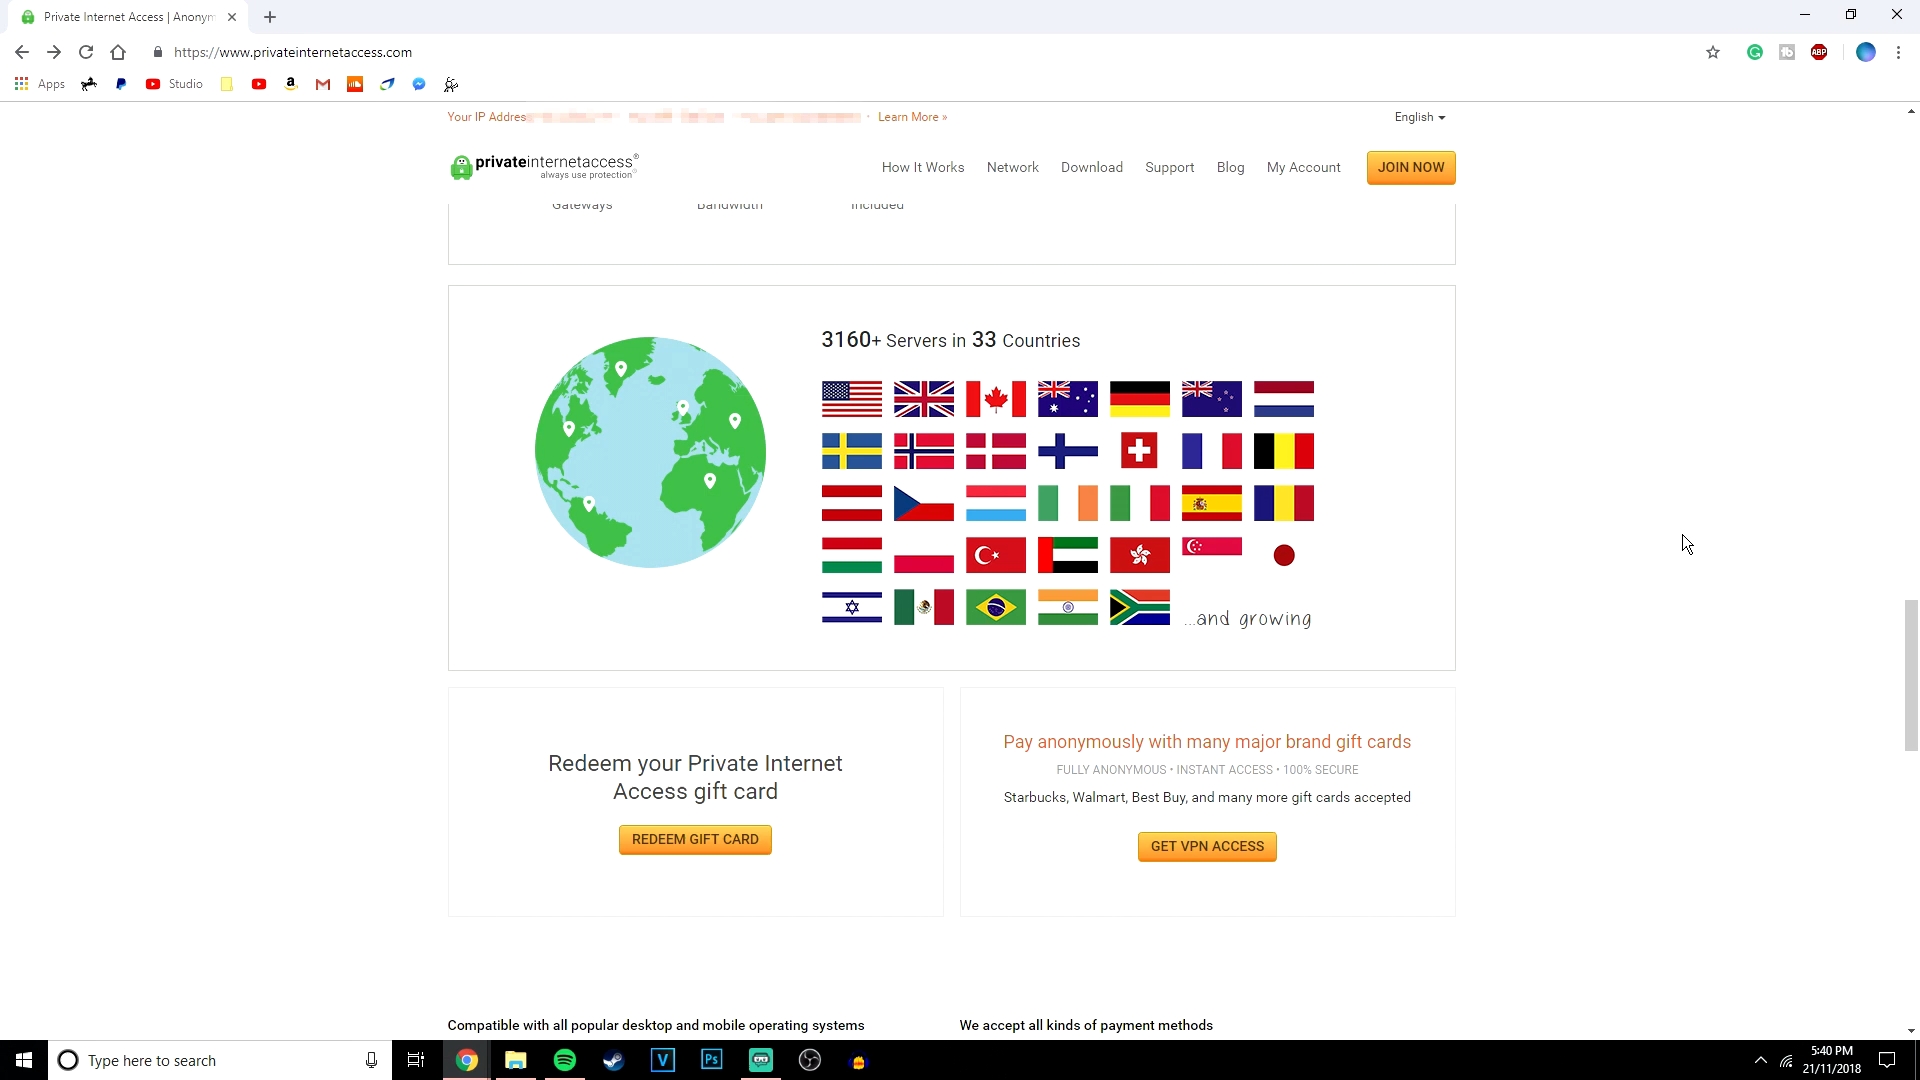 Private Internet Access | Anonym
https://www.privateinternetaccess.com
Apps
Studio
Your IP Addres
Learn More »
English
privateinternetaccess®
always use protection
How It Works Network Download Support Blog My Account JOIN NOW
Gateways Bandwidth Included
3160+ Servers in 33 Countries
...and growing
Redeem your Private Internet
Access gift card
REDEEM GIFT CARD
Pay anonymously with many major brand gift cards
FULLY ANONYMOUS • INSTANT ACCESS • 100% SECURE
Starbucks, Walmart, Best Buy, and many more gift cards accepted
GET VPN ACCESS
Compatible with all popular desktop and mobile operating systems
We accept all kinds of payment methods
Type here to search
5:40 PM
21/11/2018